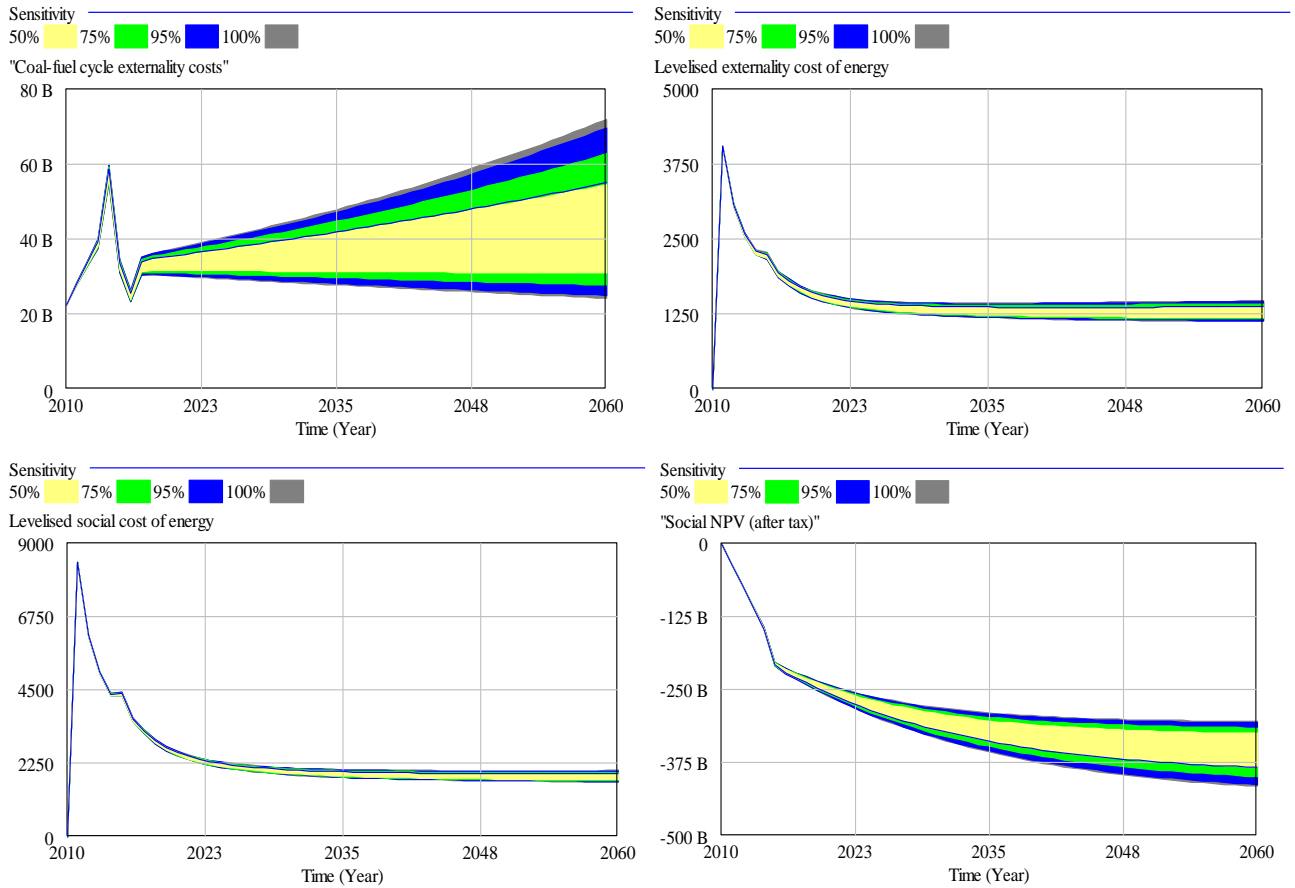 Sensitivity
50% 75% 95% 100%
"Coal-fuel cycle externality costs"
80 B
60 B
40 B
20 B
0
2010 2023 2035 2048 2060
Time (Year)
Sensitivity
50% 75% 95% 100%
Levelised externality cost of energy
5000
3750
2500
1250
0
2010 2023 2035 2048 2060
Time (Year)
Sensitivity
50% 75% 95% 100%
Levelised social cost of energy
9000
6750
4500
2250
0
2010 2023 2035 2048 2060
Time (Year)
Sensitivity
50% 75% 95% 100%
"Social NPV (after tax)"
0
-125 B
-250 B
-375 B
-500 B
2010 2023 2035 2048 2060
Time (Year)